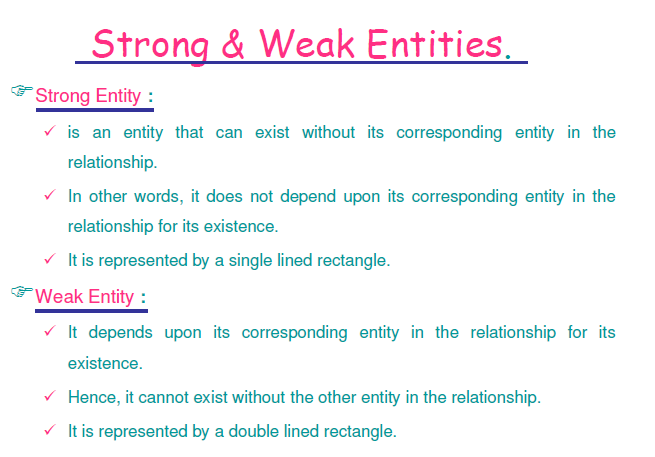 Strong & Weak Entities.
☞Strong Entity :
✓ is an entity that can exist without its corresponding entity in the
relationship.
✓ In other words, it does not depend upon its corresponding entity in the
relationship for its existence.
✓ It is represented by a single lined rectangle.
☞Weak Entity :
✓ It depends upon its corresponding entity in the relationship for its
existence.
✓ Hence, it cannot exist without the other entity in the relationship.
✓ It is represented by a double lined rectangle.